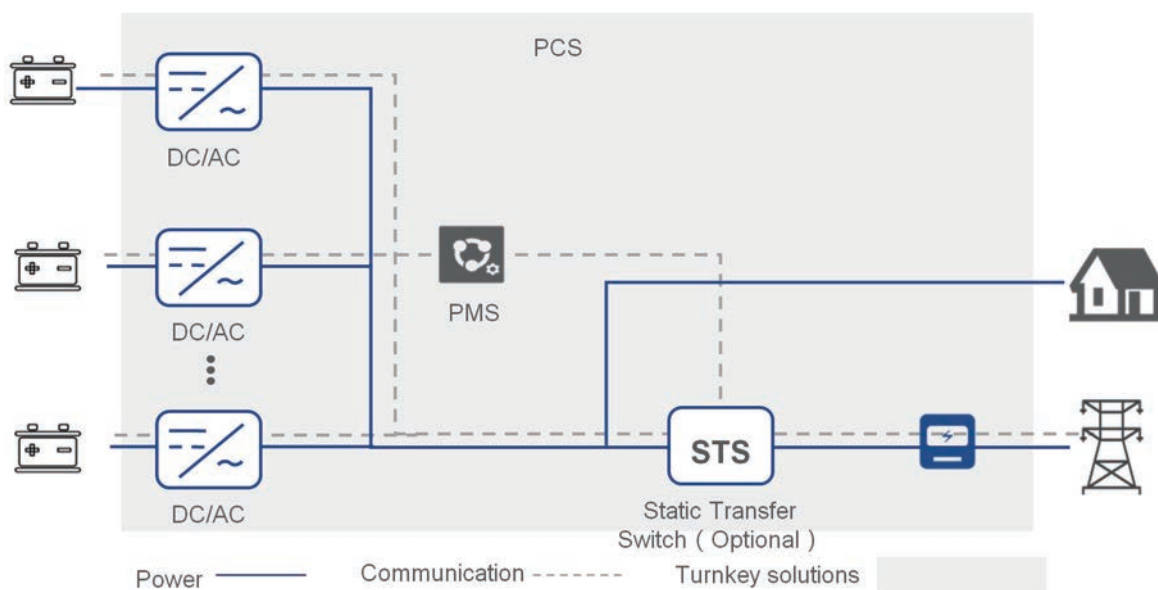 PCS
DC/AC
DC/AC
PMS
DC/AC
STS
Static Transfer
Switch ( Optional )
Power
Communication
Turnkey solutions